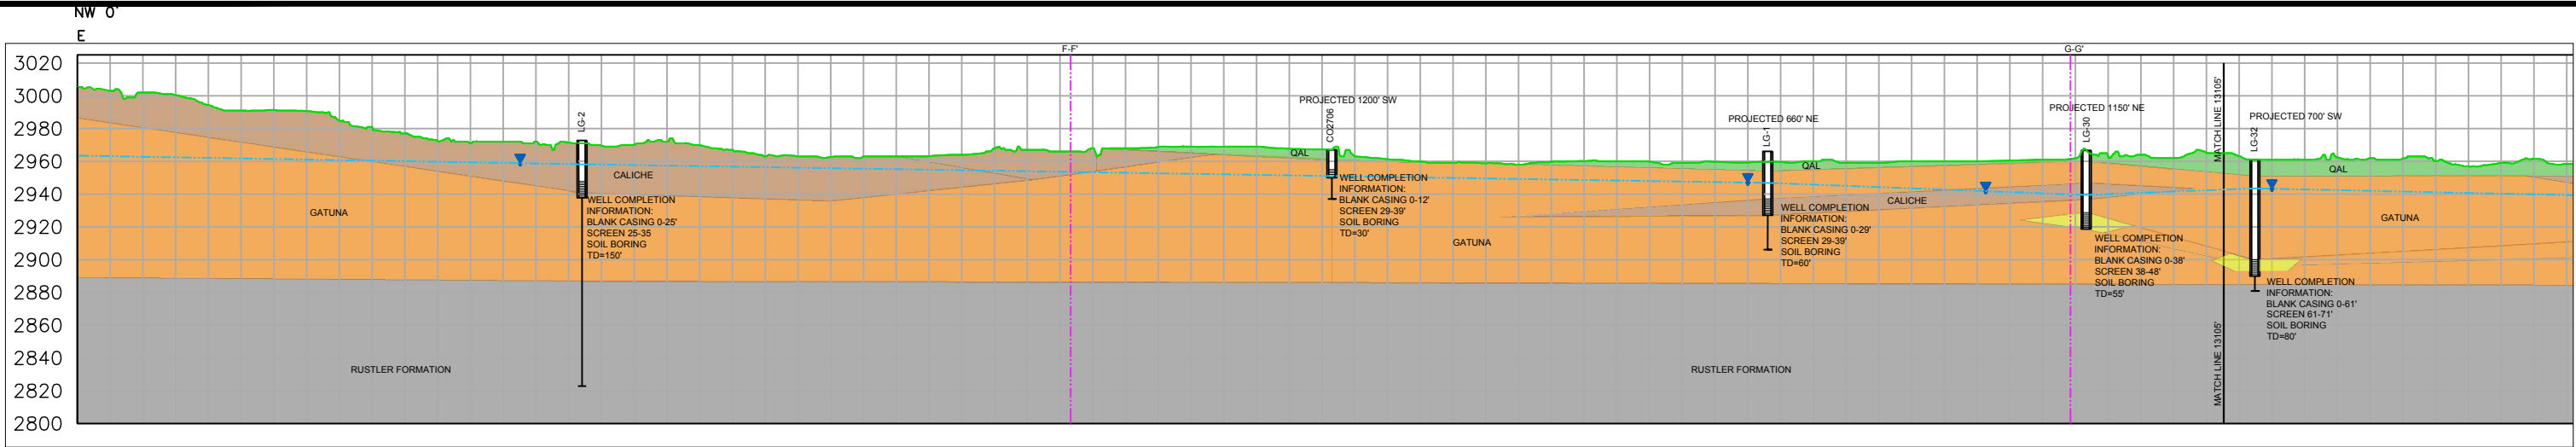 NW 0'
E
F-F'
G-G'
3020
3000
2980
2960
2940
2920
2900
2880
2860
2840
2820
2800
LG-2
CALICHE
GATUNA
WELL COMPLETION
INFORMATION:
BLANK CASING 0-25'
SCREEN 25-35
SOIL BORING
TD=150'
RUSTLER FORMATION
PROJECTED 1200' SW
CO2706
QAL
WELL COMPLETION
INFORMATION:
BLANK CASING 0-12'
SCREEN 29-39'
SOIL BORING
TD=30'
GATUNA
PROJECTED 660' NE
LG-1
QAL
WELL COMPLETION
INFORMATION:
BLANK CASING 0-29'
SCREEN 29-39'
SOIL BORING
TD=60'
CALICHE
RUSTLER FORMATION
PROJECTED 1150' NE
LG-30
WELL COMPLETION
INFORMATION:
BLANK CASING 0-38'
SCREEN 38-48'
SOIL BORING
TD=55'
MATCH LINE 13105'
MATCH LINE 13105'
PROJECTED 700' SW
LG-32
QAL
GATUNA
WELL COMPLETION
INFORMATION:
BLANK CASING 0-61'
SCREEN 61-71'
SOIL BORING
TD=80'